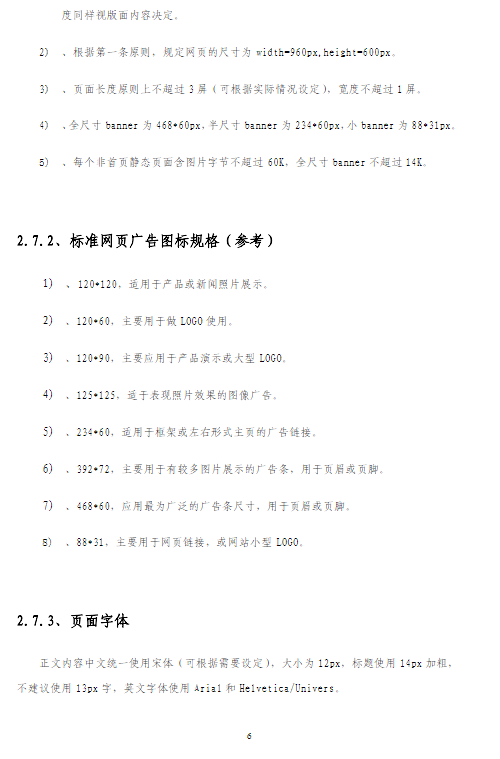 度同样视版面内容决定。
2) 、根据第一条原则，规定网页的尺寸为 width=960px,height=600px。
3) 、页面长度原则上不超过 3 屏（可根据实际情况设定），宽度不超过 1 屏。
4) 、全尺寸 banner 为 468*60px，半尺寸 banner 为 234*60px，小 banner 为 88*31px。
5) 、每个非首页静态页面含图片字节不超过 60K，全尺寸 banner 不超过 14K。
2.7.2、标准网页广告图标规格（参考）
1) 、120*120，适用于产品或新闻照片展示。
2) 、120*60，主要用于做 LOGO 使用。
3) 、120*90，主要应用于产品演示或大型 LOGO。
4) 、125*125，适于表现照片效果的图像广告。
5) 、234*60，适用于框架或左右形式主页的广告链接。
6) 、392*72，主要用于有较多图片展示的广告条，用于页眉或页脚。
7) 、468*60，应用最为广泛的广告条尺寸，用于页眉或页脚。
8) 、88*31，主要用于网页链接，或网站小型 LOGO。
2.7.3、页面字体
正文内容中文统一使用宋体（可根据需要设定），大小为 12px，标题使用 14px 加粗，
不建议使用 13px 字，英文字体使用 Arial 和 Helvetica/Univers。
6